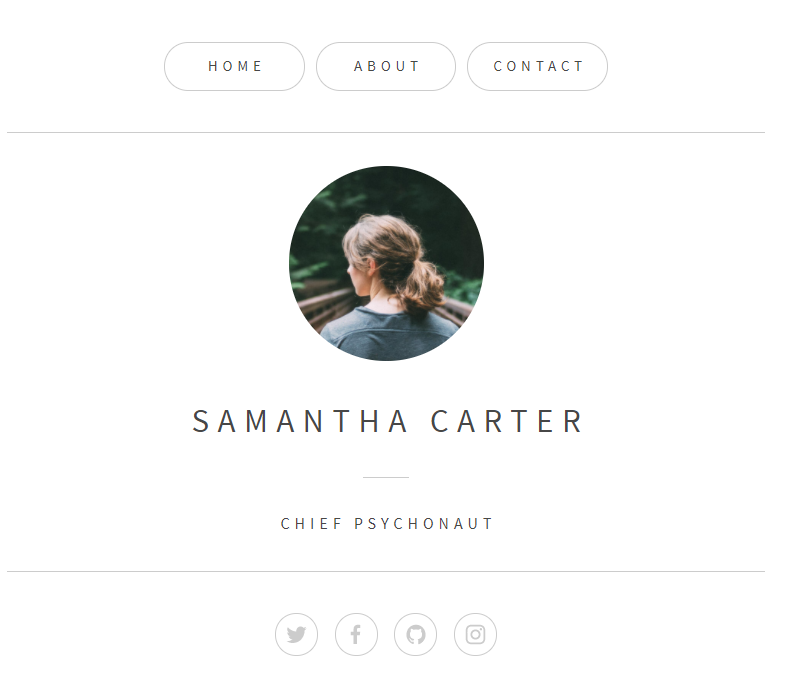 HOME ABOUT CONTACT
SAMANTHA CARTER
CHIEF PSYCHONAUT